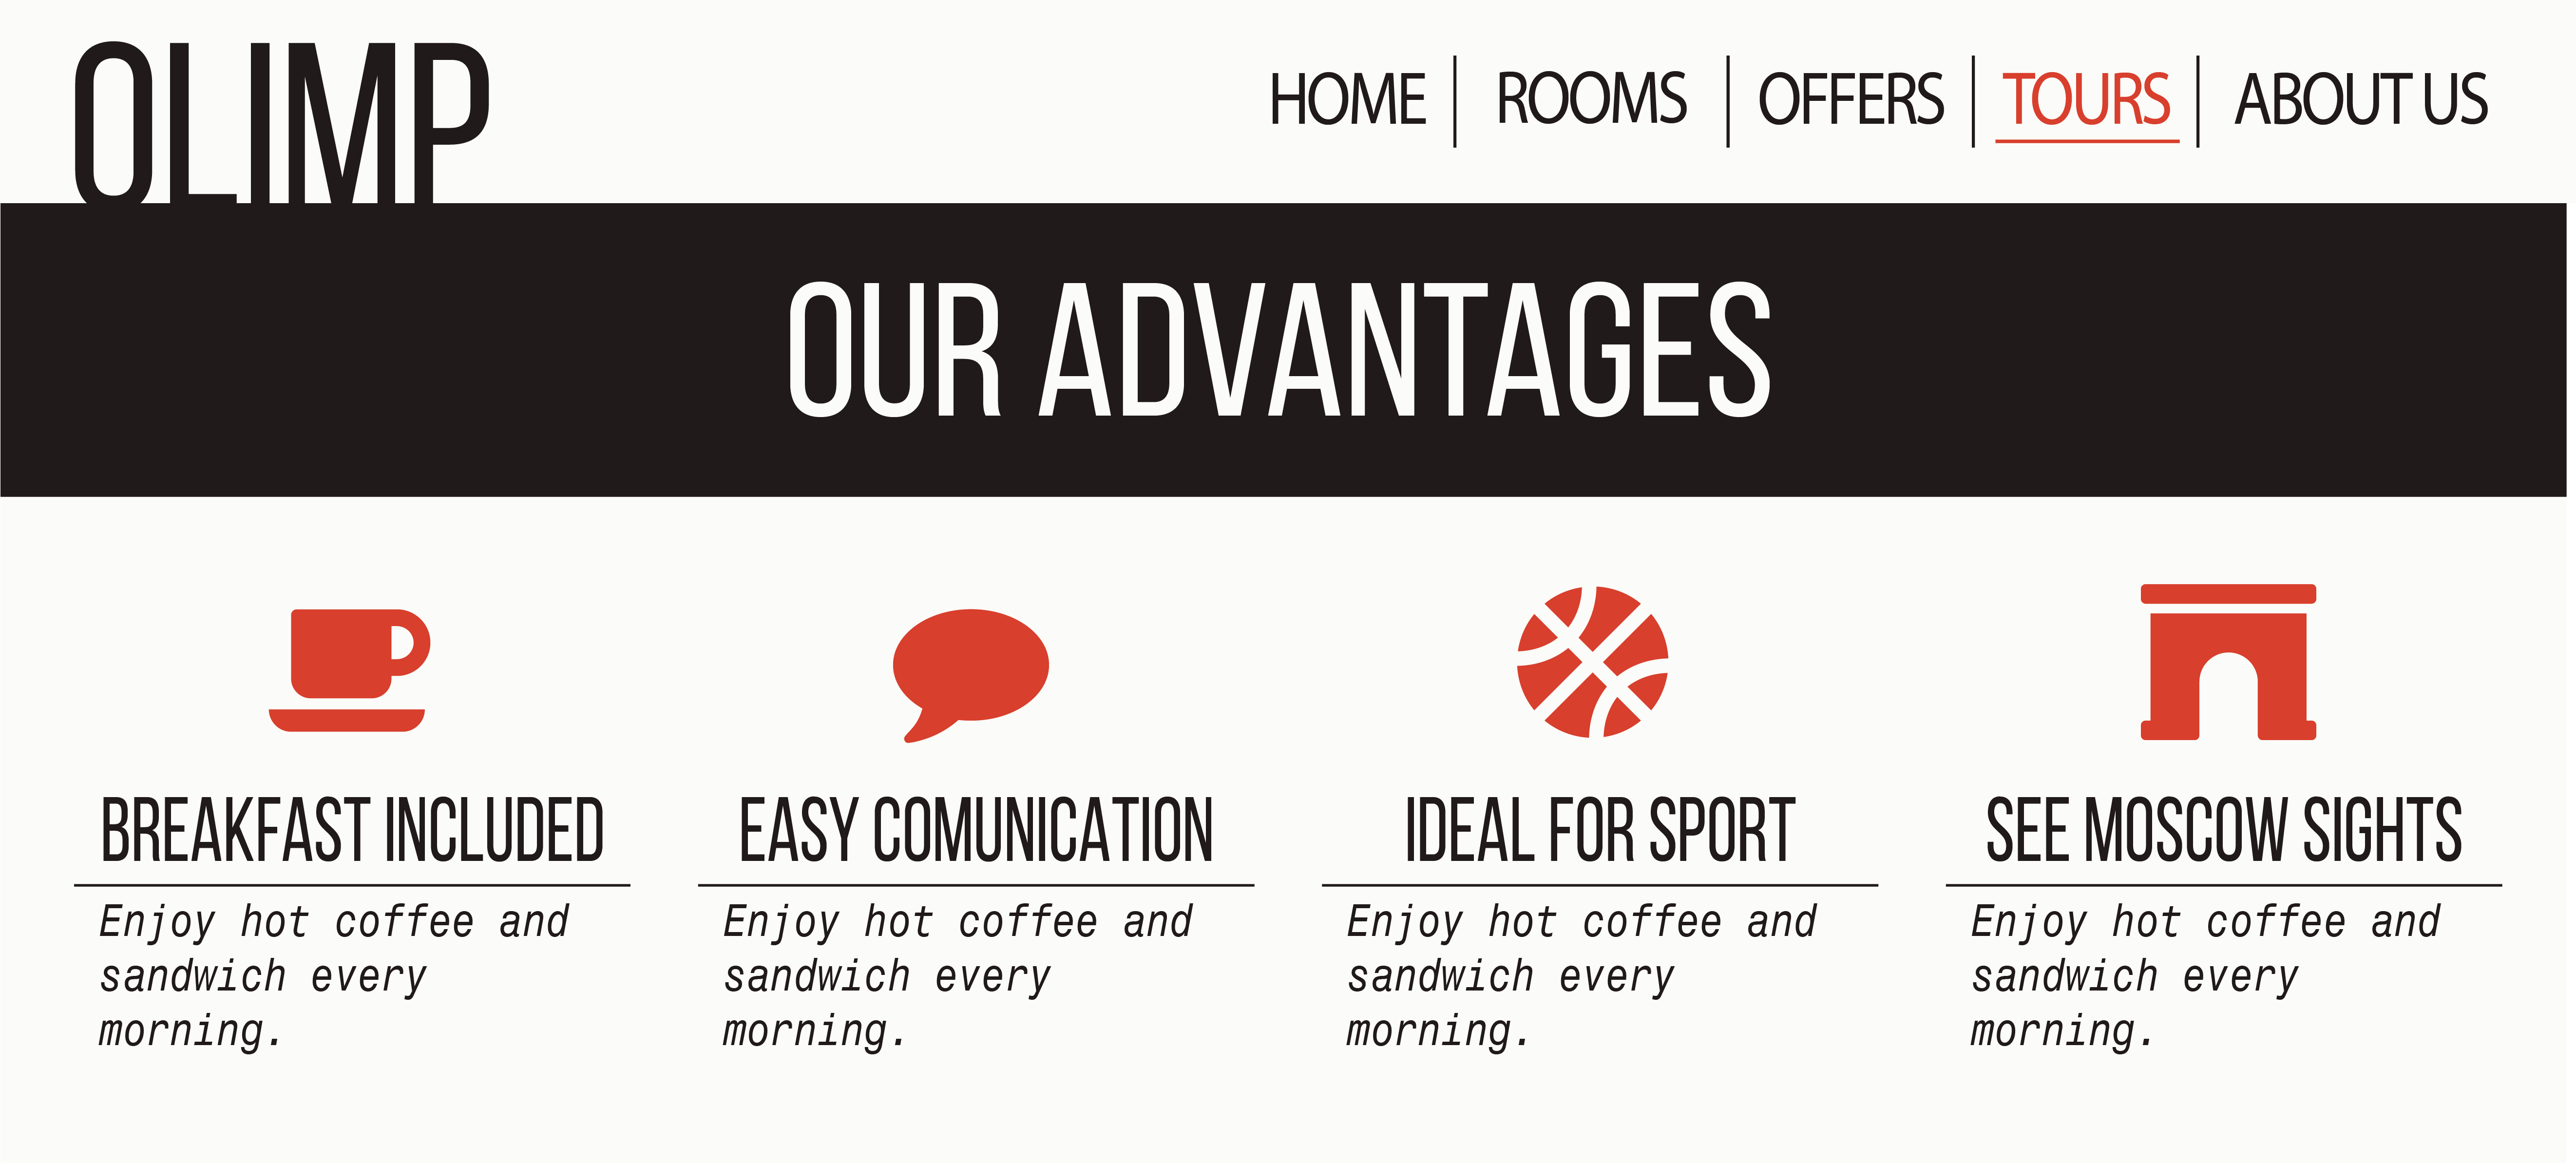 OLIMP
HOME
ROOMS
OFFERS
TOURS
ABOUT US
OUR ADVANTAGES
BREAKFAST INCLUDED
Enjoy hot coffee and
sandwich every
morning.
EASY COMUNICATION
Enjoy hot coffee and
sandwich every
morning.
IDEAL FOR SPORT
Enjoy hot coffee and
sandwich every
morning.
SEE MOSCOW SIGHTS
Enjoy hot coffee and
sandwich every
morning.